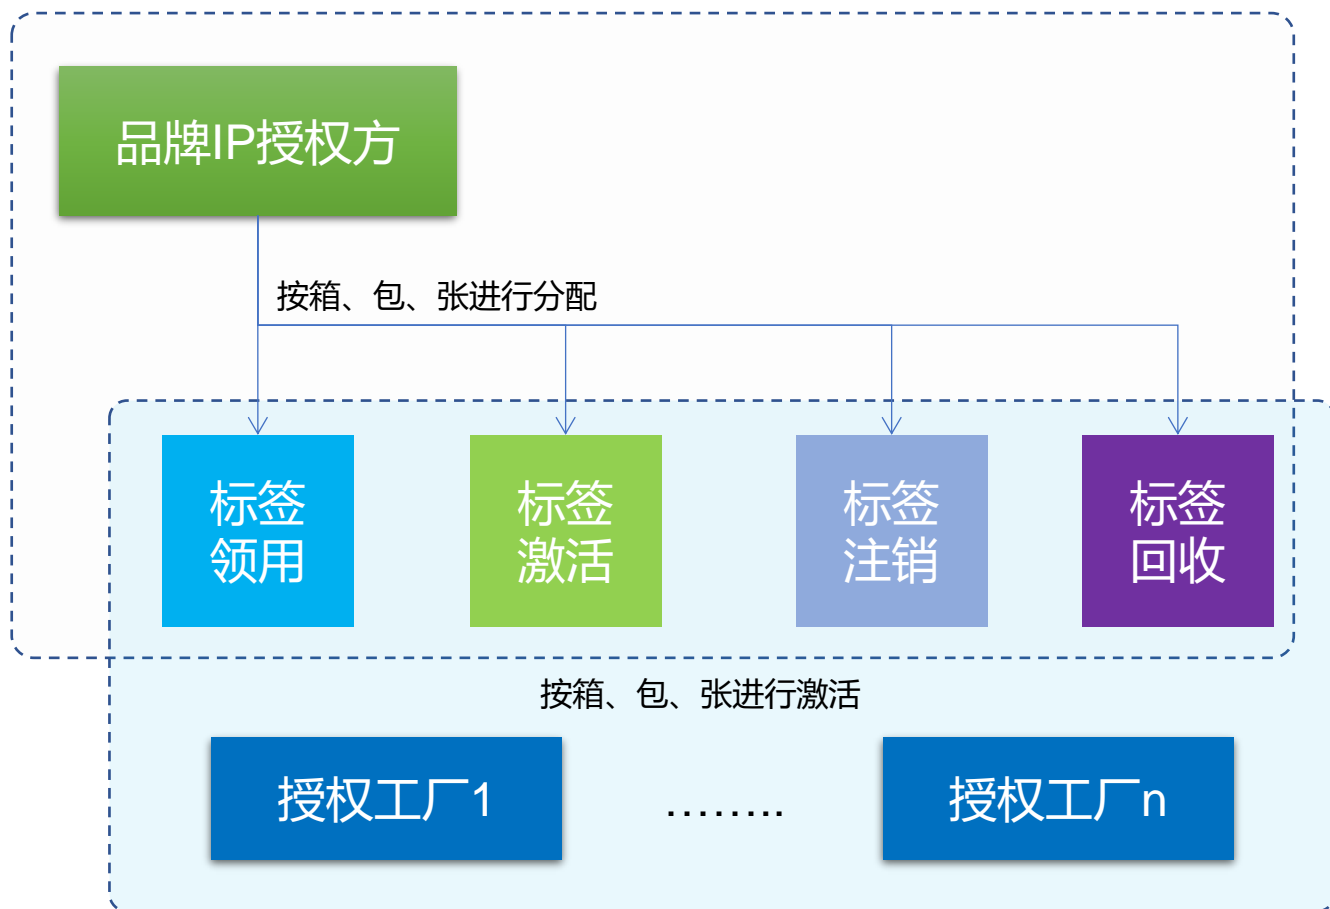 品牌IP授权方
按箱、包、张进行分配
标签
领用
标签
激活
标签
注销
标签
回收
按箱、包、张进行激活
授权工厂1
........
授权工厂n